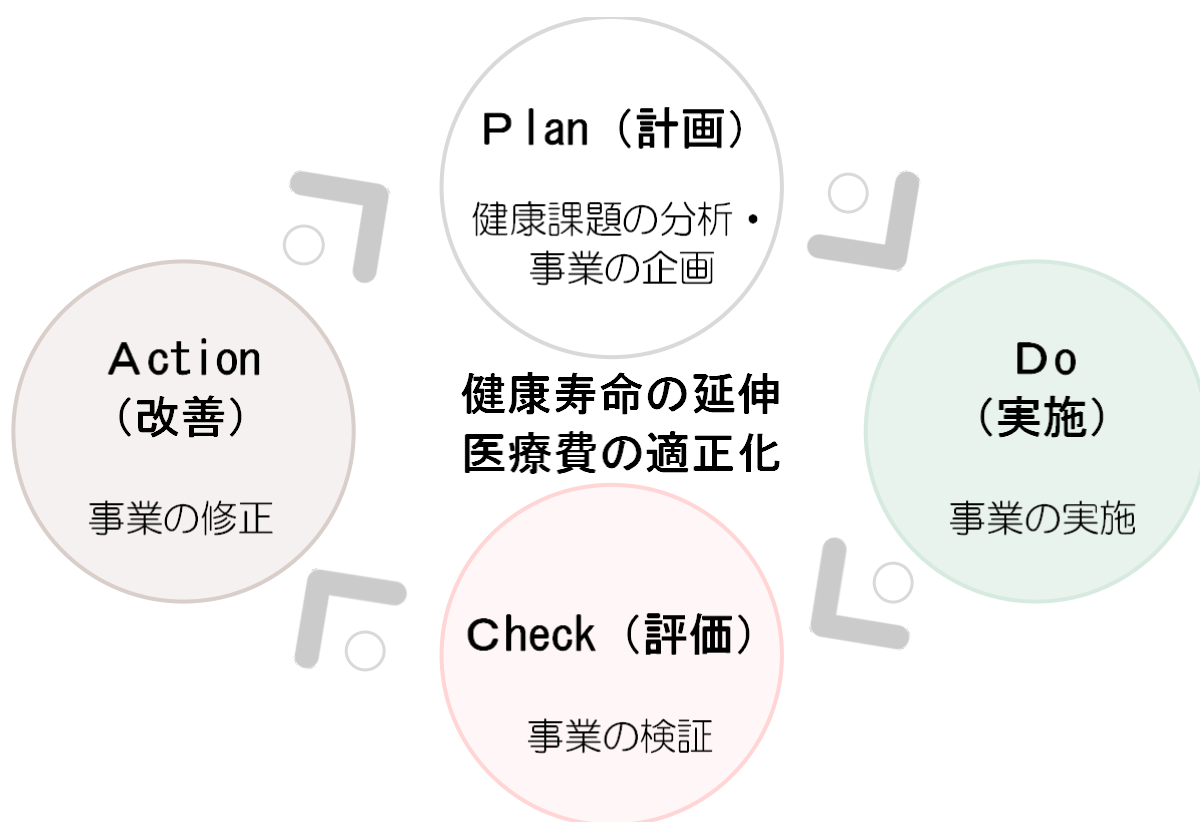 Plan（計画）
健康課題の分析・
事業の企画
Do
（実施）
事業の実施
Check（評価）
事業の検証
Action
（改善）
事業の修正
健康寿命の延伸
医療費の適正化